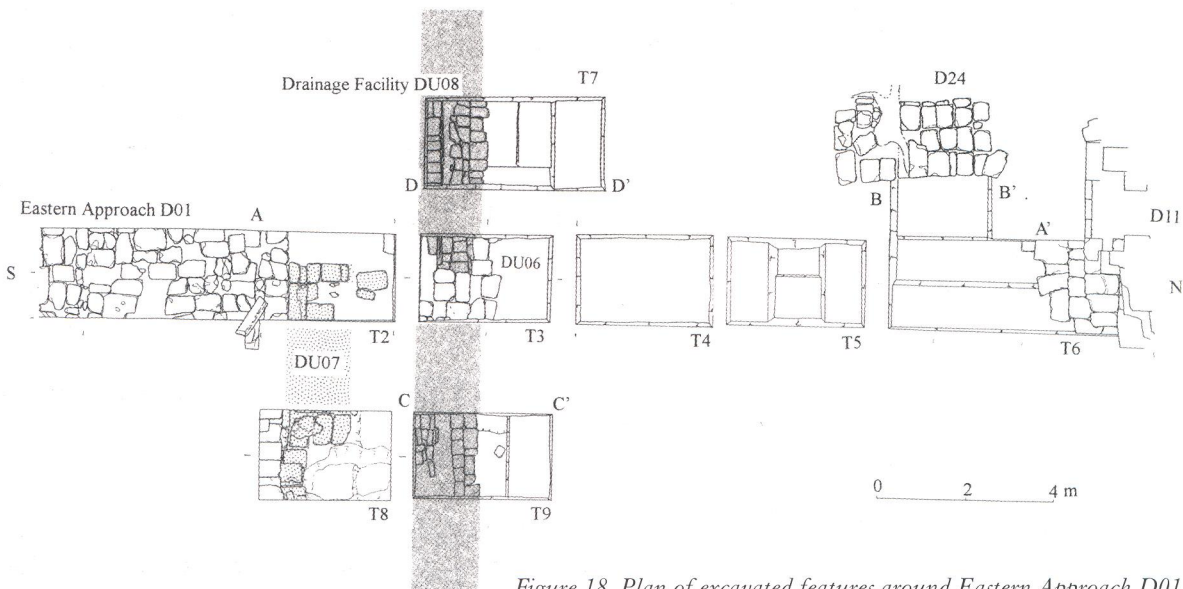 Drainage Facility DU08
T7
D24
D
D'
B
B'
Eastern Approach D01
A
A'
D11
S
DU06
N
T2
T3
T4
T5
T6
DU07
C
C'
T8
T9
0
2
4 m
Figure 18. Plan of excavated features around Eastern Approach D01